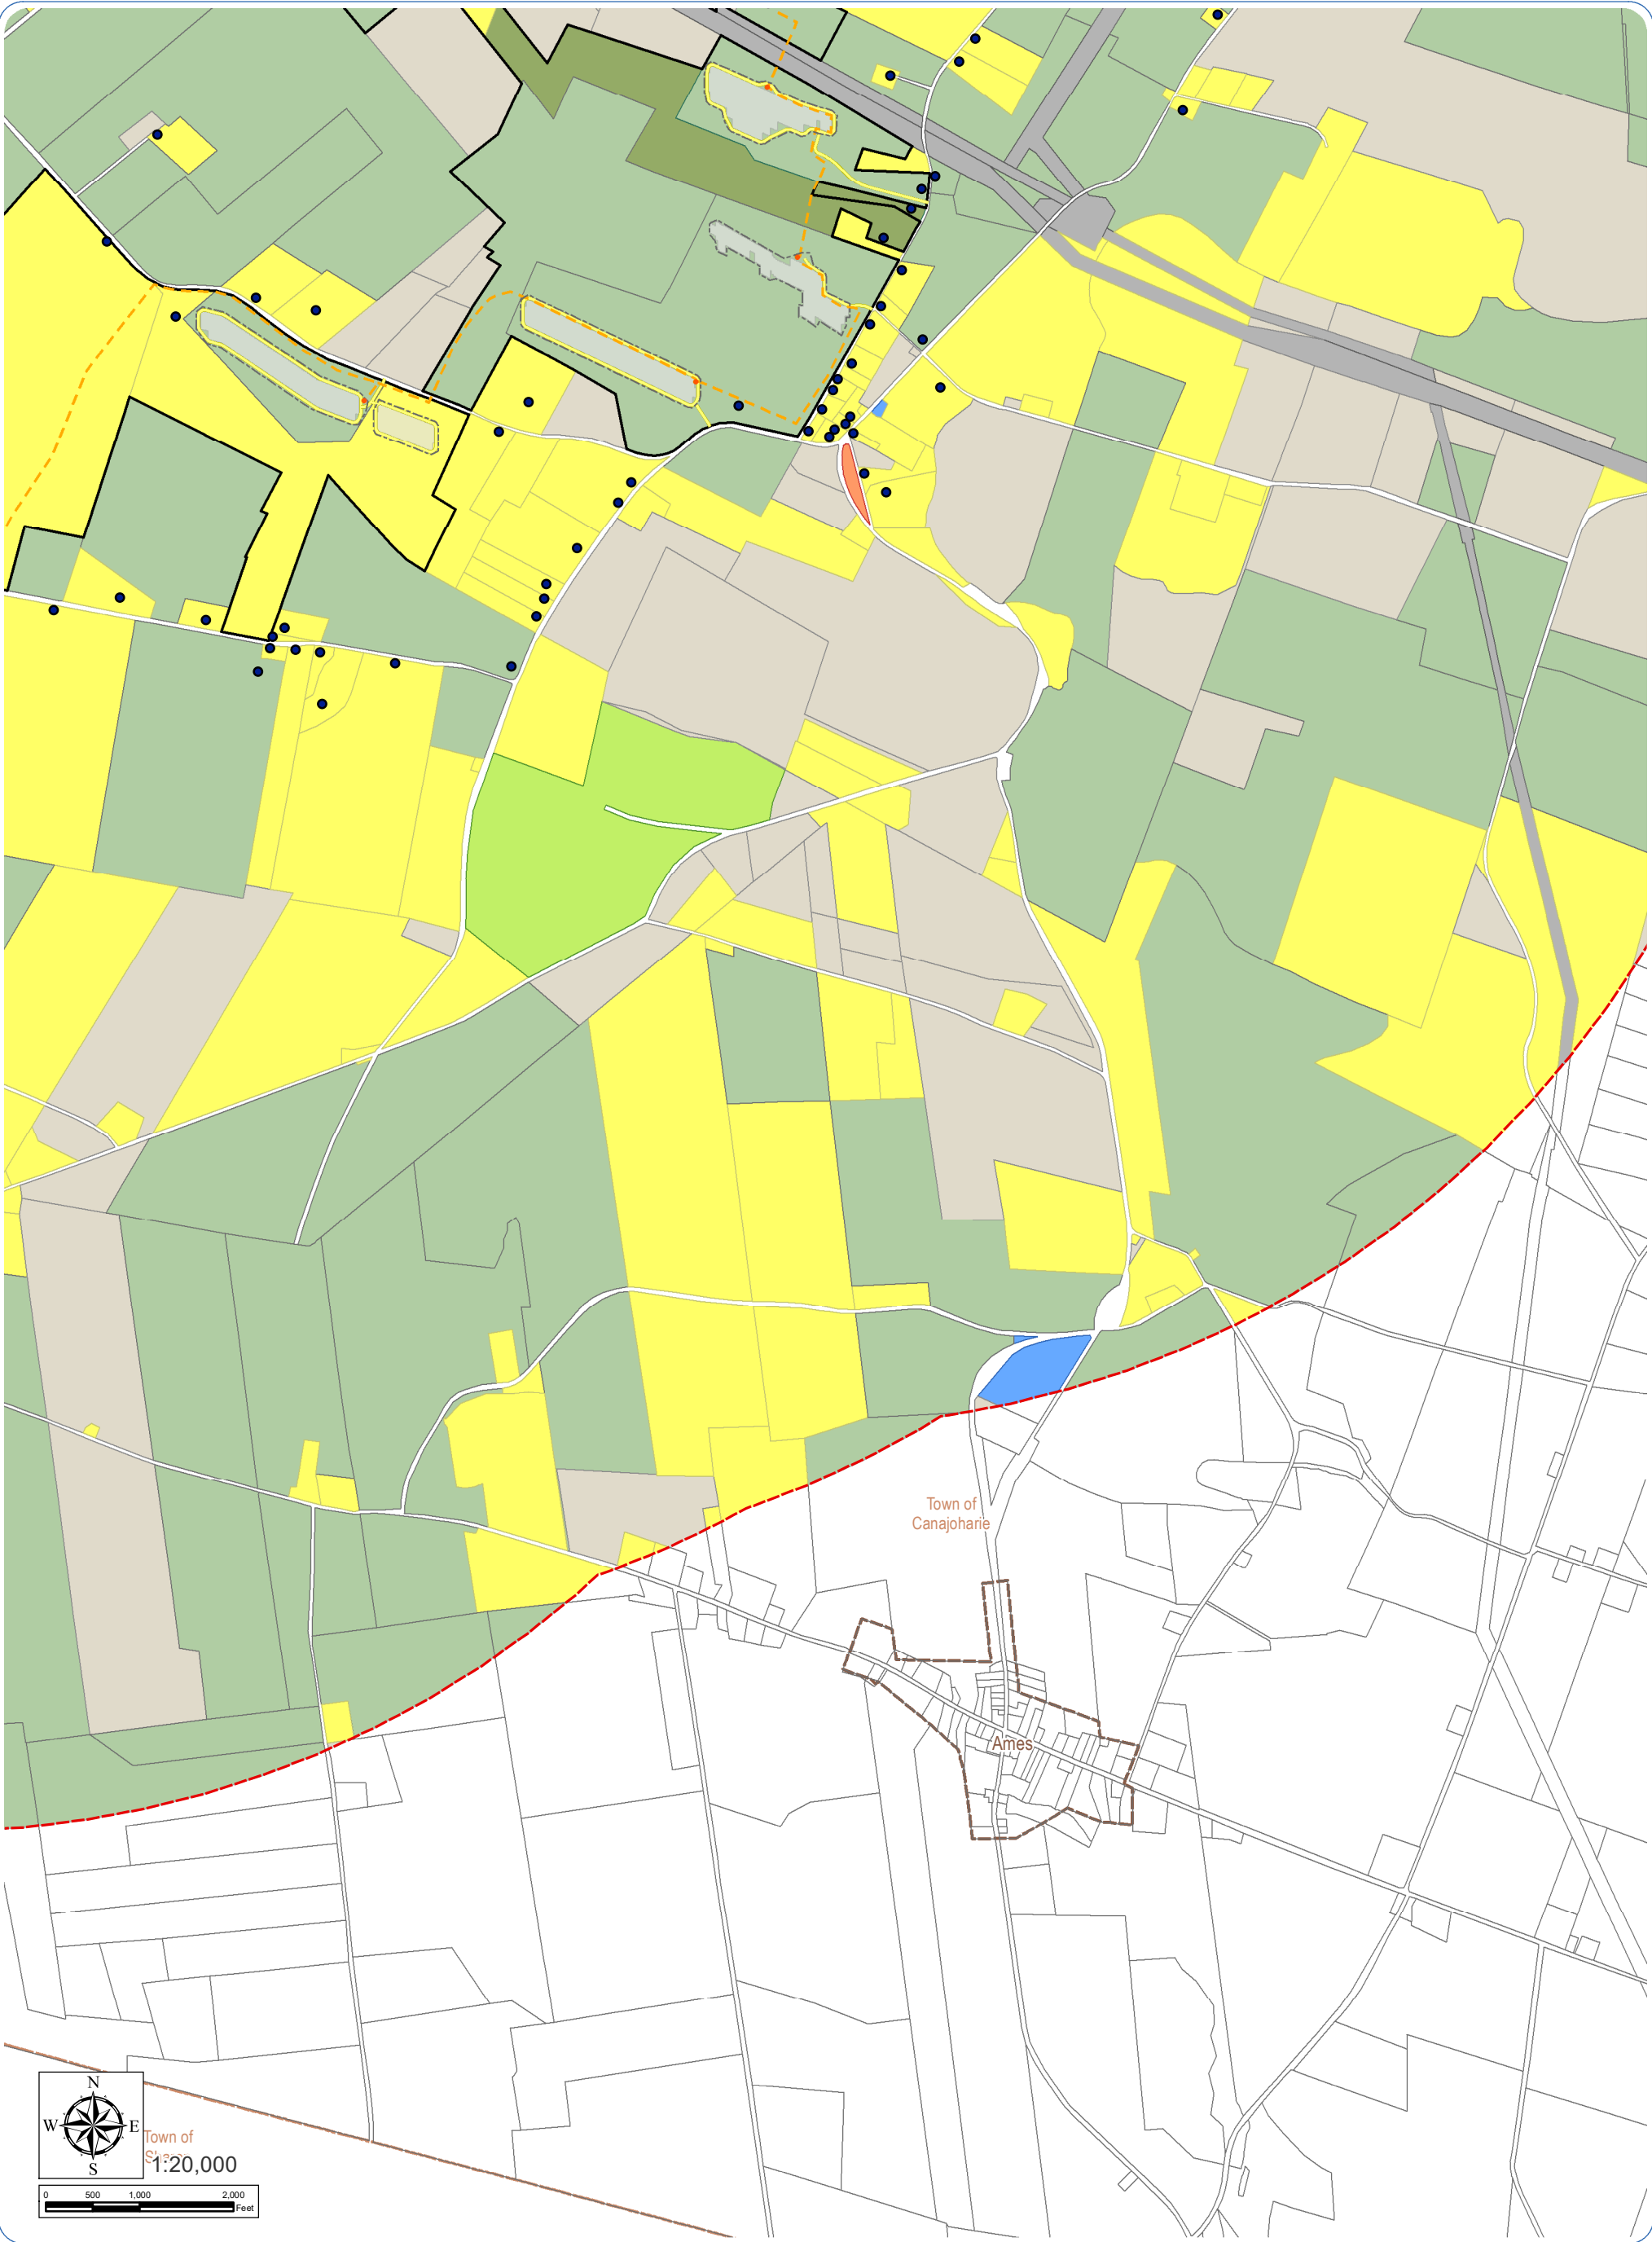 Town of
Canajoharie
Ames
N
W E
S
Town of
1:20,000
0 500 1,000 2,000
Feet